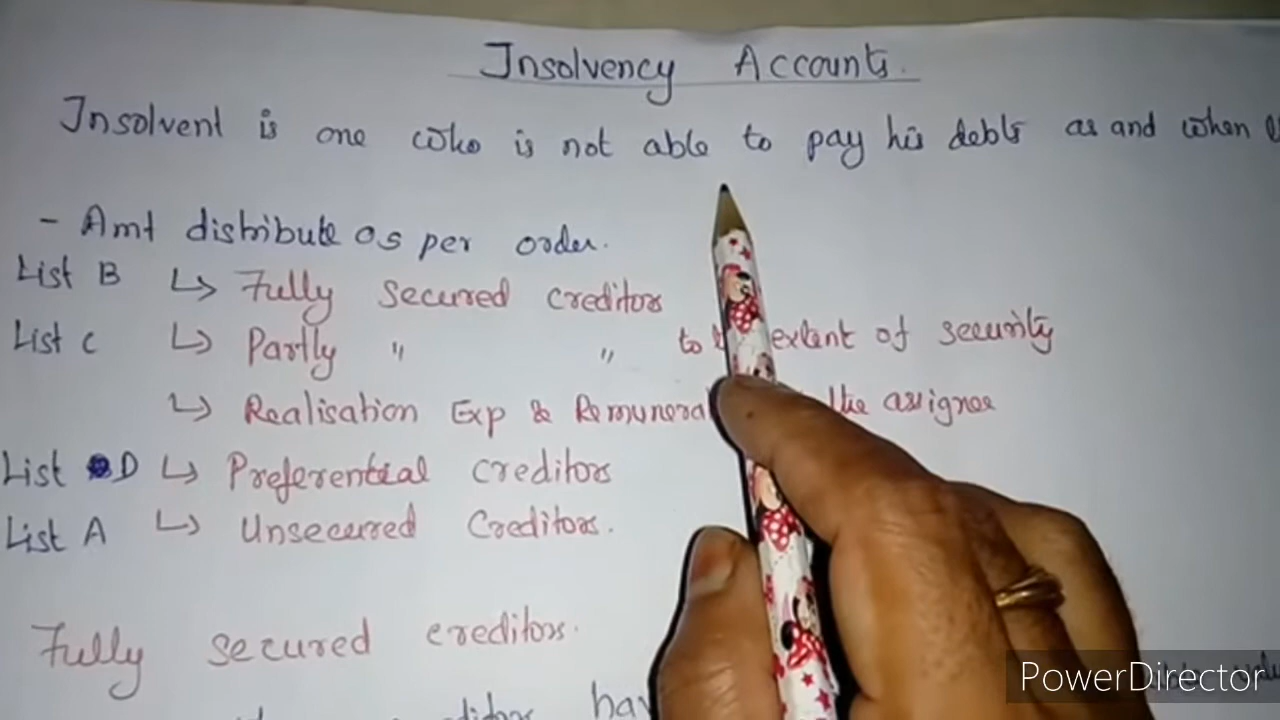 Insolvency Accounts.
Insolvent is one who is not able to pay his debts as and when
- Amt distribute as per order.
List B ↳ Fully secured creditors
List C ↳ Partly " " to extent of security
↳ Realisation Exp & Remunera the assignee
List D ↳ Preferential creditors
List A ↳ Unsecured Creditors.
Fully secured creditors.
PowerDirector